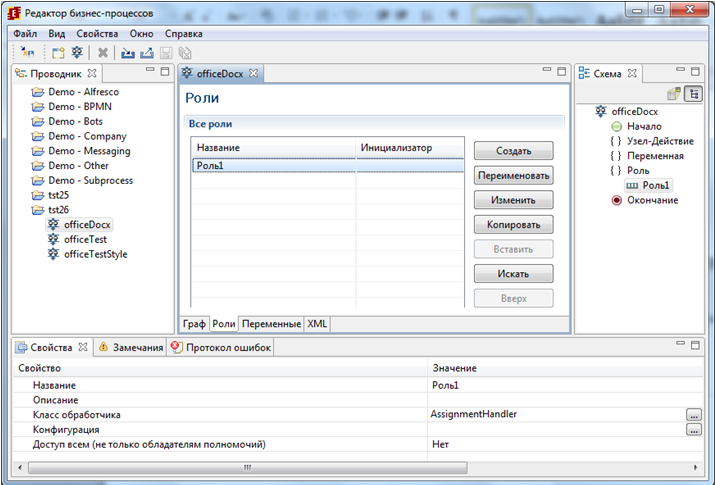 Редактор бизнес-процессов
Файл Вид Свойства Окно Справка
Проводник
Demo - Alfresco
Demo - BPMN
Demo - Bots
Demo - Company
Demo - Messaging
Demo - Other
Demo - Subprocess
tst25
tst26
officeDocx
officeTest
officeTestStyle
officeDocx
Роли
Все роли
Название Инициализатор
Роль1
Создать
Переименовать
Изменить
Копировать
Вставить
Искать
Вверх
Граф Роли Переменные XML
Схема
officeDocx
Начало
Узел-Действие
Переменная
Роль
Роль1
Окончание
Свойства Замечания Протокол ошибок
Свойство Значение
Название Роль1
Описание
Класс обработчика AssignmentHandler ...
Конфигурация ...
Доступ всем (не только обладателям полномочий) Нет